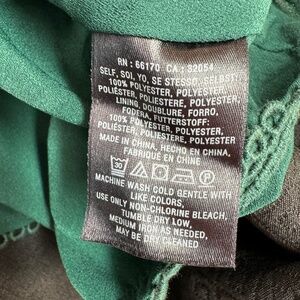 RN : 66170 CA : 32054
SELF, SOI, YO, SE STESSO, SELBST:
100% POLYESTER, POLYESTER,
POLIÉSTER, POLIESTERE, POLYESTER
LINING, DOUBLURE, FORRO,
FODERA, FUTTERSTOFF:
100% POLYESTER, POLYESTER,
POLIÉSTER, POLIESTERE, POLYESTER
MADE IN CHINA, HECHO EN CHINA,
FABRIQUÉ EN CHINE
30
MACHINE WASH COLD GENTLE WITH
LIKE COLORS,
USE ONLY NON-CHLORINE BLEACH,
TUMBLE DRY LOW,
MEDIUM IRON AS NEEDED,
MAY BE DRY CLEANED